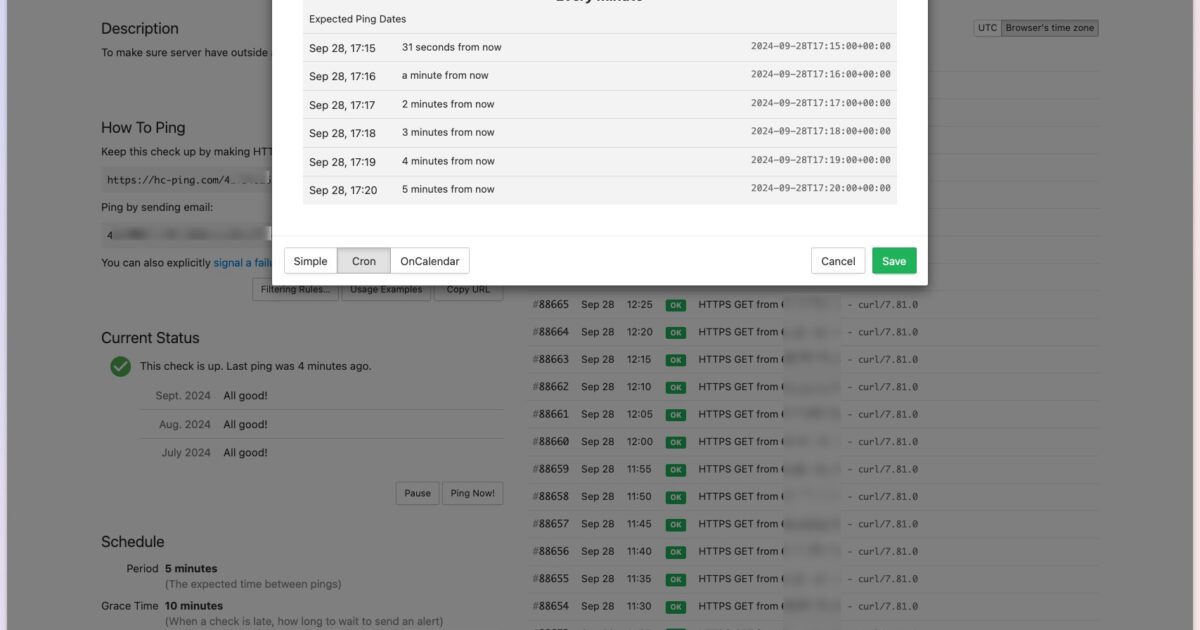 Every minute
Expected Ping Dates
Sep 28, 17:15 31 seconds from now 2024-09-28T17:15:00+00:00
Sep 28, 17:16 a minute from now 2024-09-28T17:16:00+00:00
Sep 28, 17:17 2 minutes from now 2024-09-28T17:17:00+00:00
Sep 28, 17:18 3 minutes from now 2024-09-28T17:18:00+00:00
Sep 28, 17:19 4 minutes from now 2024-09-28T17:19:00+00:00
Sep 28, 17:20 5 minutes from now 2024-09-28T17:20:00+00:00
Simple Cron OnCalendar Cancel Save
Description
To make sure server have outside
UTC Browser's time zone
How To Ping
Keep this check up by making HTT
https://hc-ping.com/4
Ping by sending email:
4
You can also explicitly signal a failu
Filtering Rules... Usage Examples Copy URL
Current Status
This check is up. Last ping was 4 minutes ago.
Sept. 2024 All good!
Aug. 2024 All good!
July 2024 All good!
Pause Ping Now!
Schedule
Period 5 minutes
(The expected time between pings)
Grace Time 10 minutes
(When a check is late, how long to wait to send an alert)
#88665 Sep 28 12:25 OK HTTPS GET from - curl/7.81.0
#88664 Sep 28 12:20 OK HTTPS GET from - curl/7.81.0
#88663 Sep 28 12:15 OK HTTPS GET from - curl/7.81.0
#88662 Sep 28 12:10 OK HTTPS GET from - curl/7.81.0
#88661 Sep 28 12:05 OK HTTPS GET from - curl/7.81.0
#88660 Sep 28 12:00 OK HTTPS GET from - curl/7.81.0
#88659 Sep 28 11:55 OK HTTPS GET from - curl/7.81.0
#88658 Sep 28 11:50 OK HTTPS GET from - curl/7.81.0
#88657 Sep 28 11:45 OK HTTPS GET from - curl/7.81.0
#88656 Sep 28 11:40 OK HTTPS GET from - curl/7.81.0
#88655 Sep 28 11:35 OK HTTPS GET from - curl/7.81.0
#88654 Sep 28 11:30 OK HTTPS GET from - curl/7.81.0